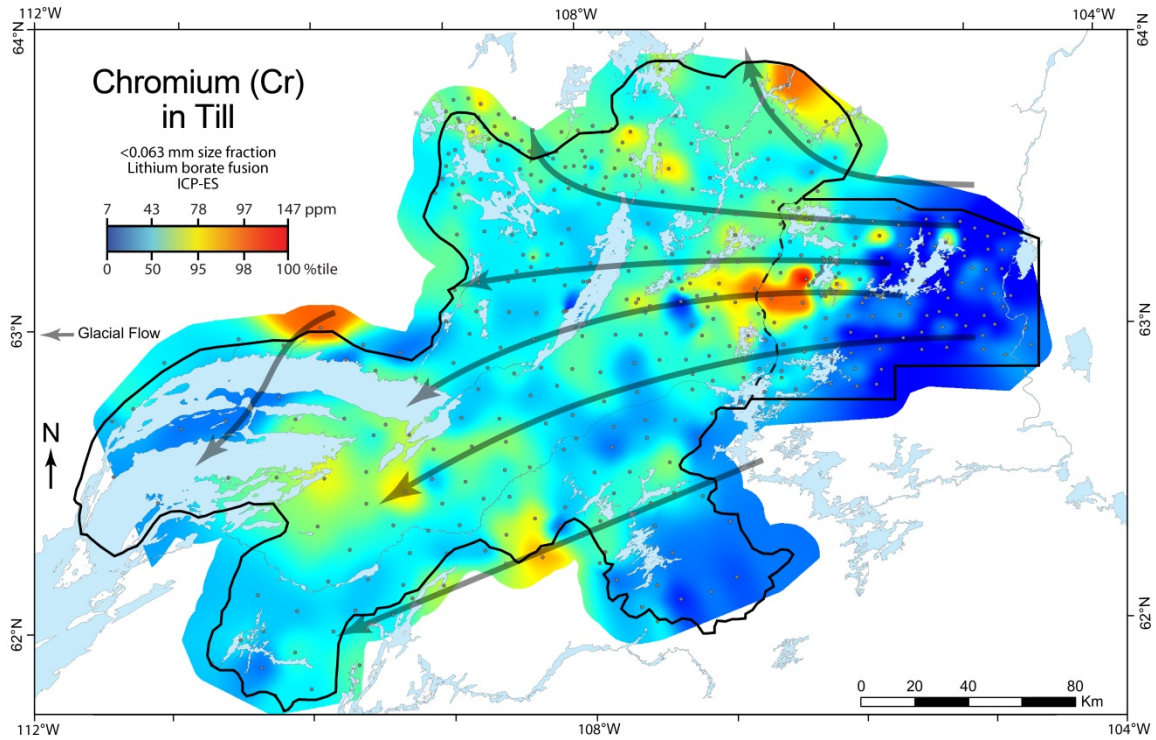 112°W 108°W 104°W
64°N 64°N
Chromium (Cr)
in Till
<0.063 mm size fraction
Lithium borate fusion
ICP-ES
7 43 78 97 147 ppm
0 50 95 98 100 %tile
63°N 63°N
Glacial Flow
N
62°N 62°N
0 20 40 60 80
Km
112°W 108°W 104°W